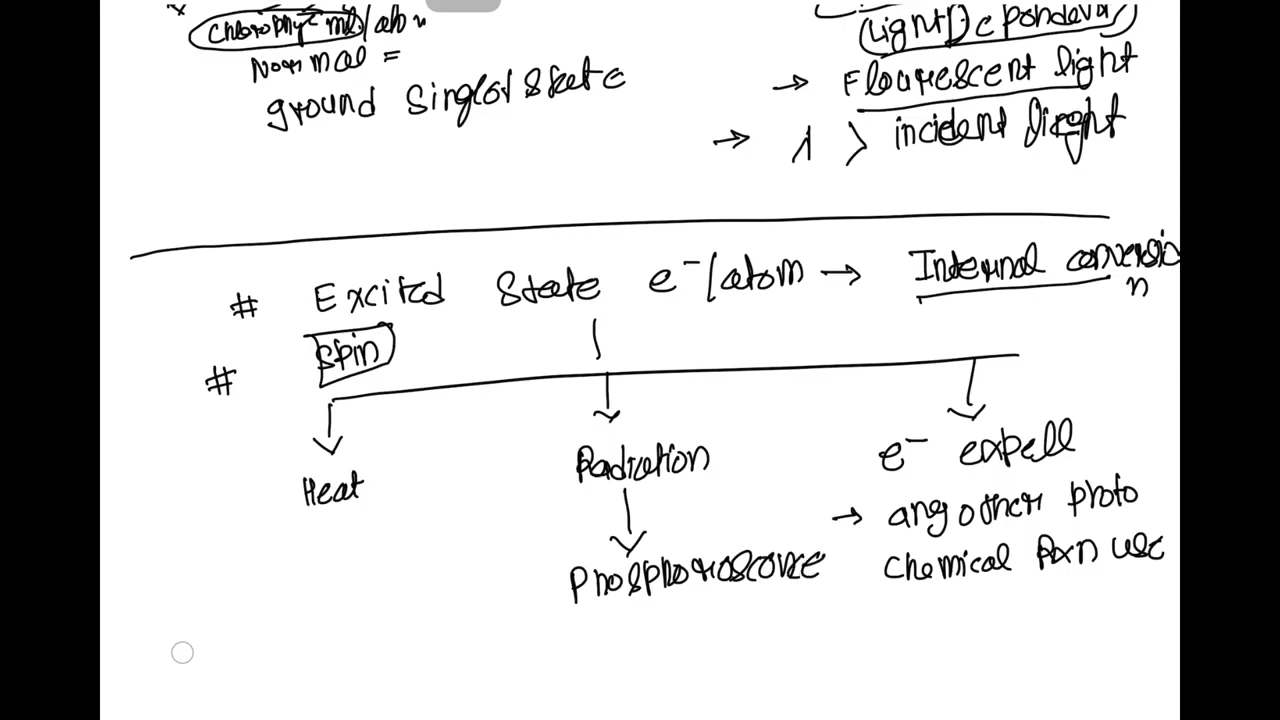 Chlorophyll mol/atom
Normal =
ground Singlet State
(Light) Dependent
→ Flourescent light
→ λ > incident light
# Excited State e⁻/atom → Internal conversion
# Spin
Heat
Radiation
Phosphorescence
e⁻ expell
→ any other photo
chemical Rxn use